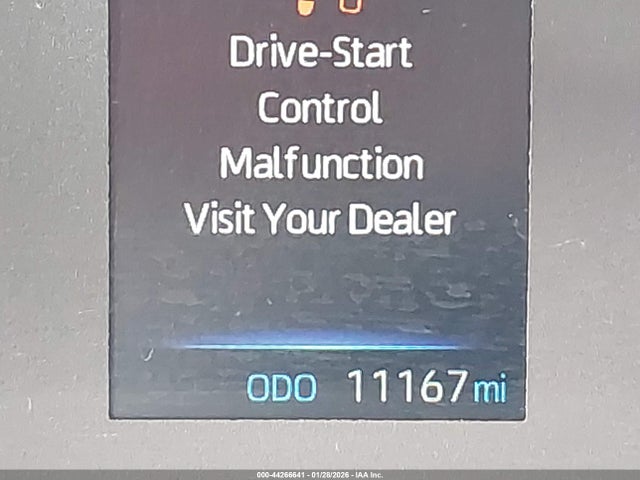 Drive-Start
Control
Malfunction
Visit Your Dealer
ODO 11167 mi
000-44266641 - 01/28/2026 - IAA Inc.